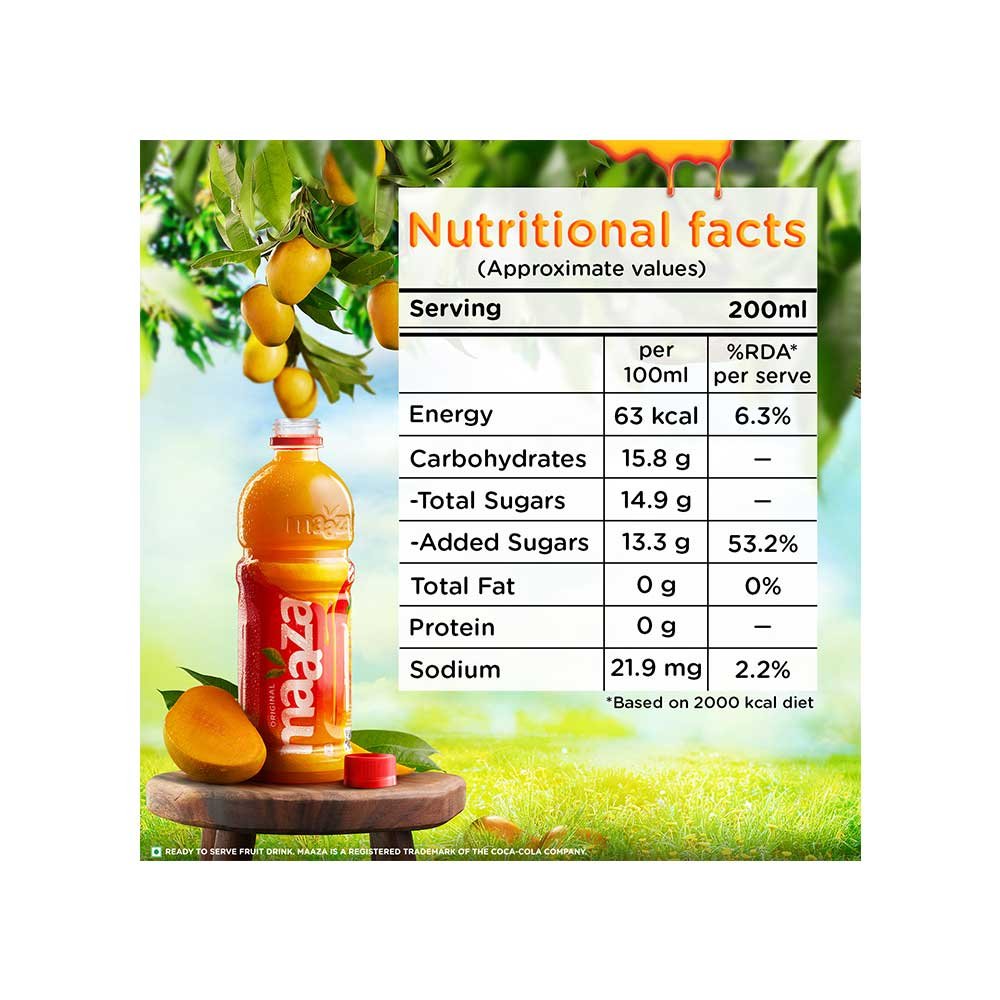 Nutritional facts
(Approximate values)
Serving 200ml
per 100ml %RDA* per serve
Energy 63 kcal 6.3%
Carbohydrates 15.8 g –
-Total Sugars 14.9 g –
-Added Sugars 13.3 g 53.2%
Total Fat 0 g 0%
Protein 0 g –
Sodium 21.9 mg 2.2%
*Based on 2000 kcal diet
maaza
ORIGINAL
maaza
READY TO SERVE FRUIT DRINK. MAAZA IS A REGISTERED TRADEMARK OF THE COCA-COLA COMPANY.